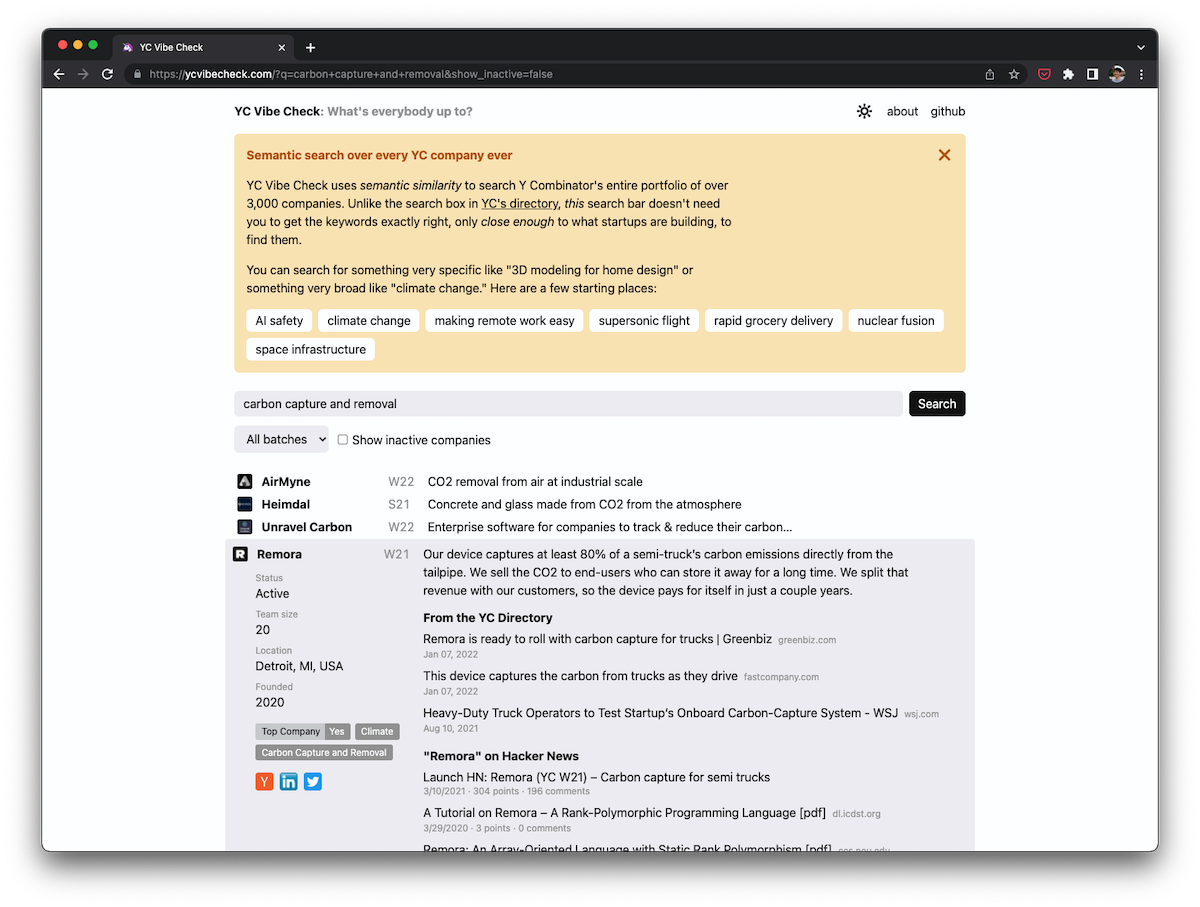 YC Vibe Check
https://ycvibecheck.com/?q=carbon+capture+and+removal&show_inactive=false
YC Vibe Check: What's everybody up to?
about
github
Semantic search over every YC company ever
YC Vibe Check uses semantic similarity to search Y Combinator's entire portfolio of over
3,000 companies. Unlike the search box in YC's directory, this search bar doesn't need
you to get the keywords exactly right, only close enough to what startups are building, to
find them.
You can search for something very specific like "3D modeling for home design" or
something very broad like "climate change." Here are a few starting places:
AI safety
climate change
making remote work easy
supersonic flight
rapid grocery delivery
nuclear fusion
space infrastructure
carbon capture and removal
Search
All batches
Show inactive companies
AirMyne W22 CO2 removal from air at industrial scale
Heimdal S21 Concrete and glass made from CO2 from the atmosphere
Unravel Carbon W22 Enterprise software for companies to track & reduce their carbon...
R
Remora W21
Status
Active
Team size
20
Location
Detroit, MI, USA
Founded
2020
Top Company Yes
Climate
Carbon Capture and Removal
Y
in
Our device captures at least 80% of a semi-truck’s carbon emissions directly from the
tailpipe. We sell the CO2 to end-users who can store it away for a long time. We split that
revenue with our customers, so the device pays for itself in just a couple years.
From the YC Directory
Remora is ready to roll with carbon capture for trucks | Greenbiz greenbiz.com
Jan 07, 2022
This device captures the carbon from trucks as they drive fastcompany.com
Jan 07, 2022
Heavy-Duty Truck Operators to Test Startup’s Onboard Carbon-Capture System - WSJ wsj.com
Aug 10, 2021
"Remora" on Hacker News
Launch HN: Remora (YC W21) – Carbon capture for semi trucks
3/10/2021 · 304 points · 196 comments
A Tutorial on Remora – A Rank-Polymorphic Programming Language [pdf] dl.icdst.org
3/29/2020 · 3 points · 0 comments
Remora: An Array-Oriented Language with Static Rank Polymorphism [pdf]